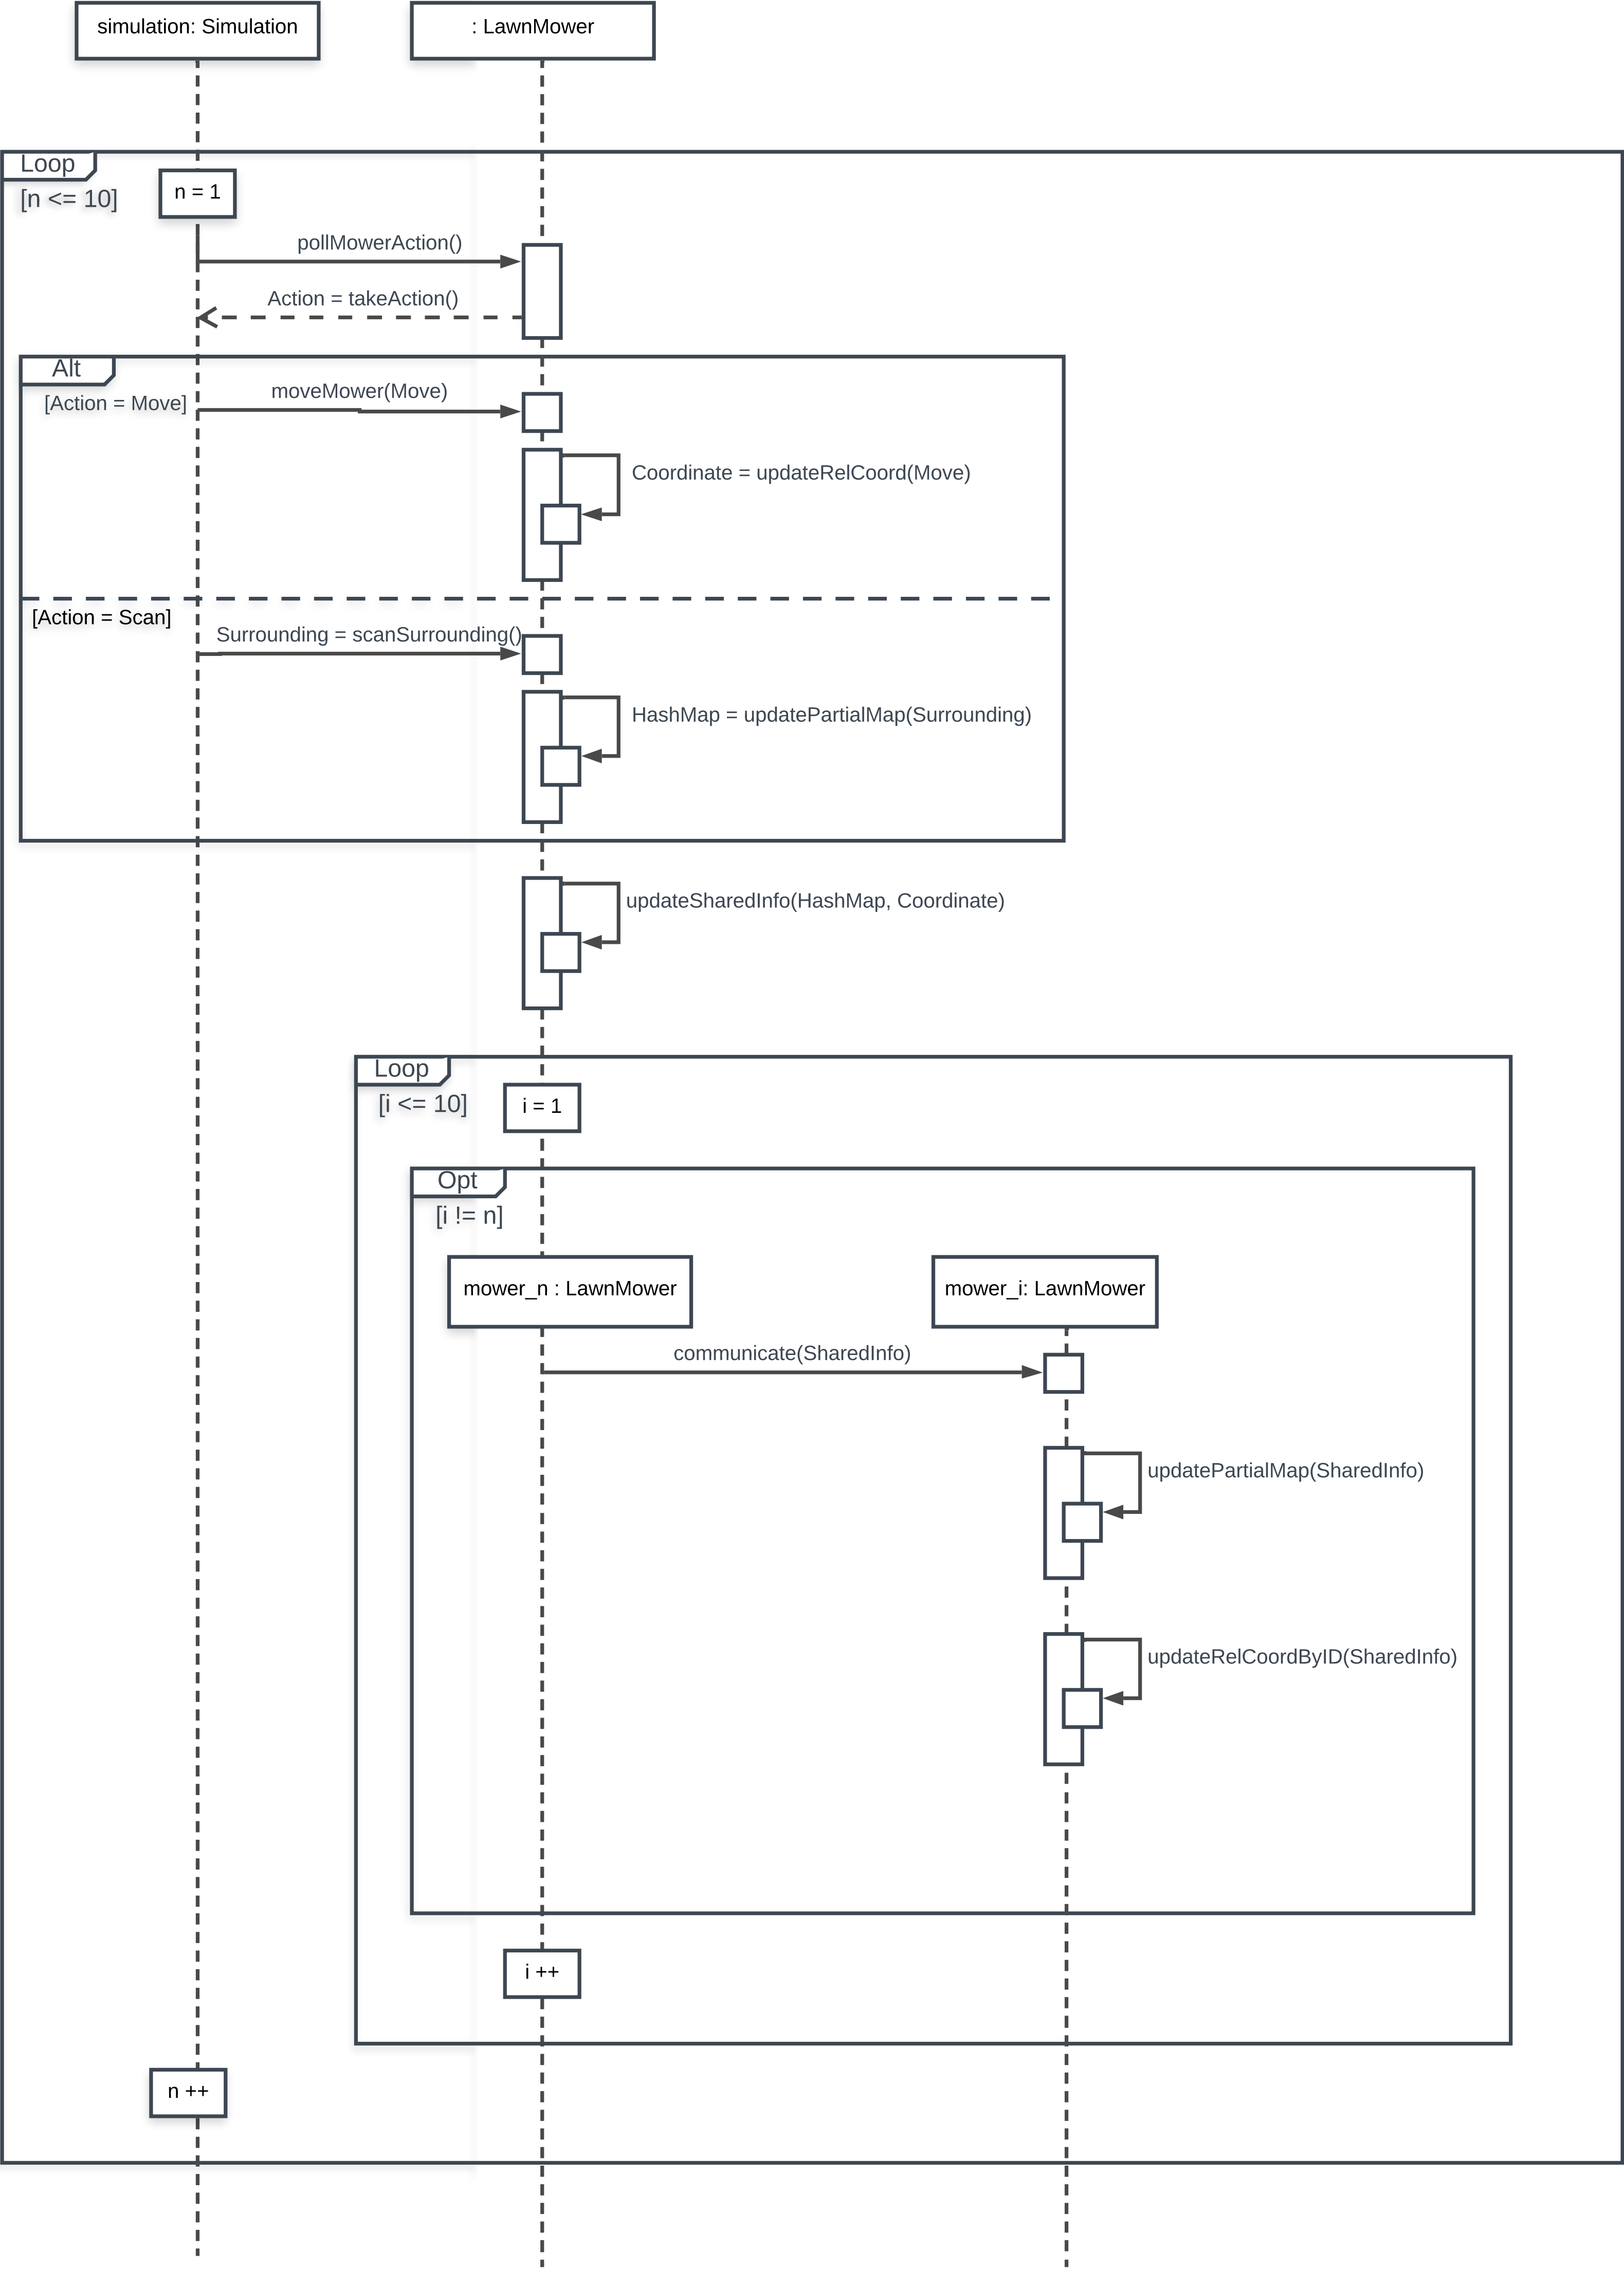 simulation: Simulation
: LawnMower
Loop
[n <= 10]
n = 1
pollMowerAction()
Action = takeAction()
Alt
[Action = Move]
moveMower(Move)
Coordinate = updateRelCoord(Move)
[Action = Scan]
Surrounding = scanSurrounding()
HashMap = updatePartialMap(Surrounding)
updateSharedInfo(HashMap, Coordinate)
Loop
[i <= 10]
i = 1
Opt
[i != n]
mower_n : LawnMower
mower_i: LawnMower
communicate(SharedInfo)
updatePartialMap(SharedInfo)
updateRelCoordByID(SharedInfo)
i ++
n ++